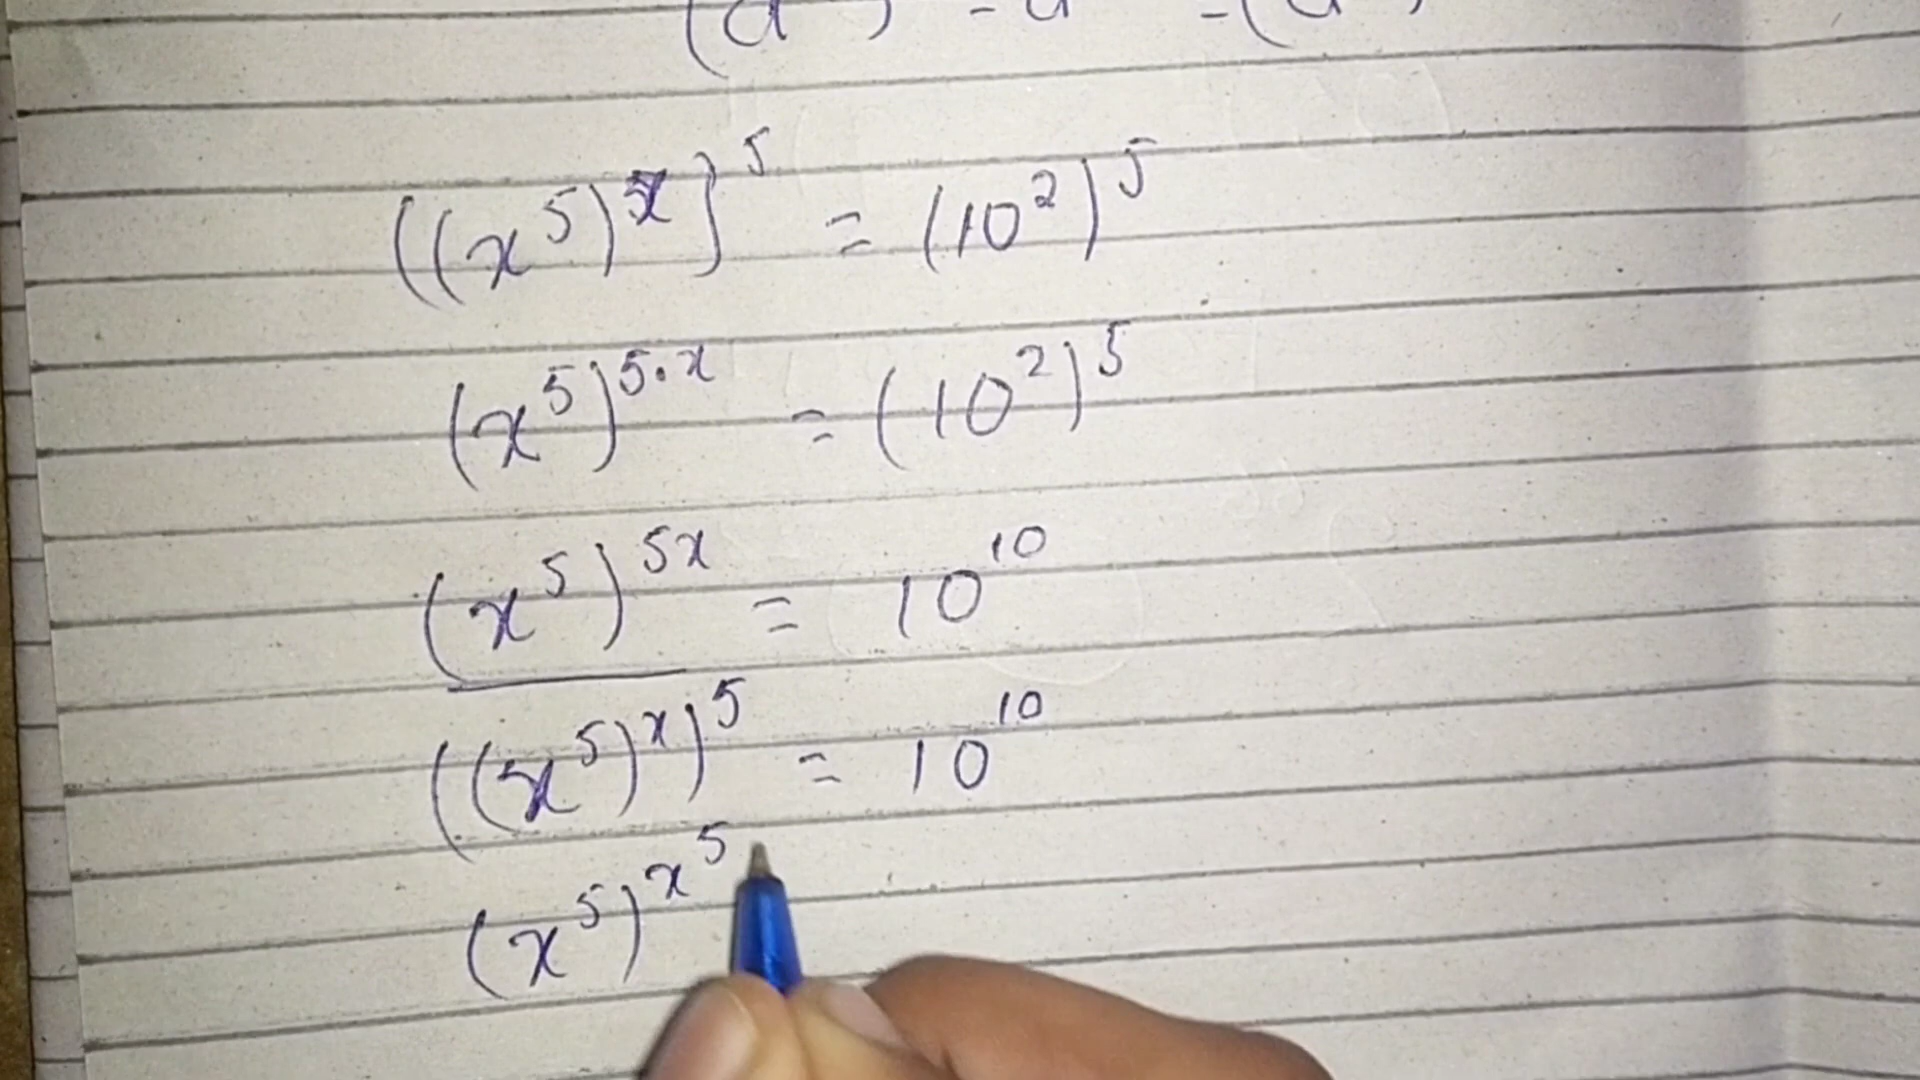 ((x^5)^x)^5 = (10^2)^5
(x^5)^{5·x} = (10^2)^5
(x^5)^{5x} = 10^{10}
((x^5)^x)^5 = 10^{10}
(x^5)^{x^5}